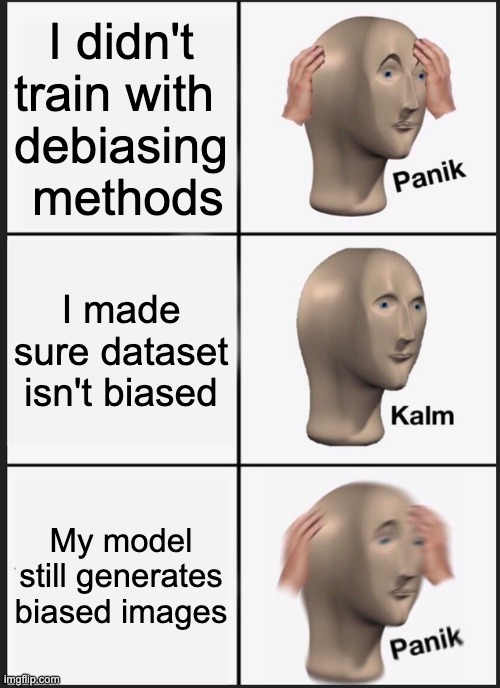 I didn't
train with
debiasing
methods
Panik
I made
sure dataset
isn't biased
Kalm
My model
still generates
biased images
Panik
imgflip.com